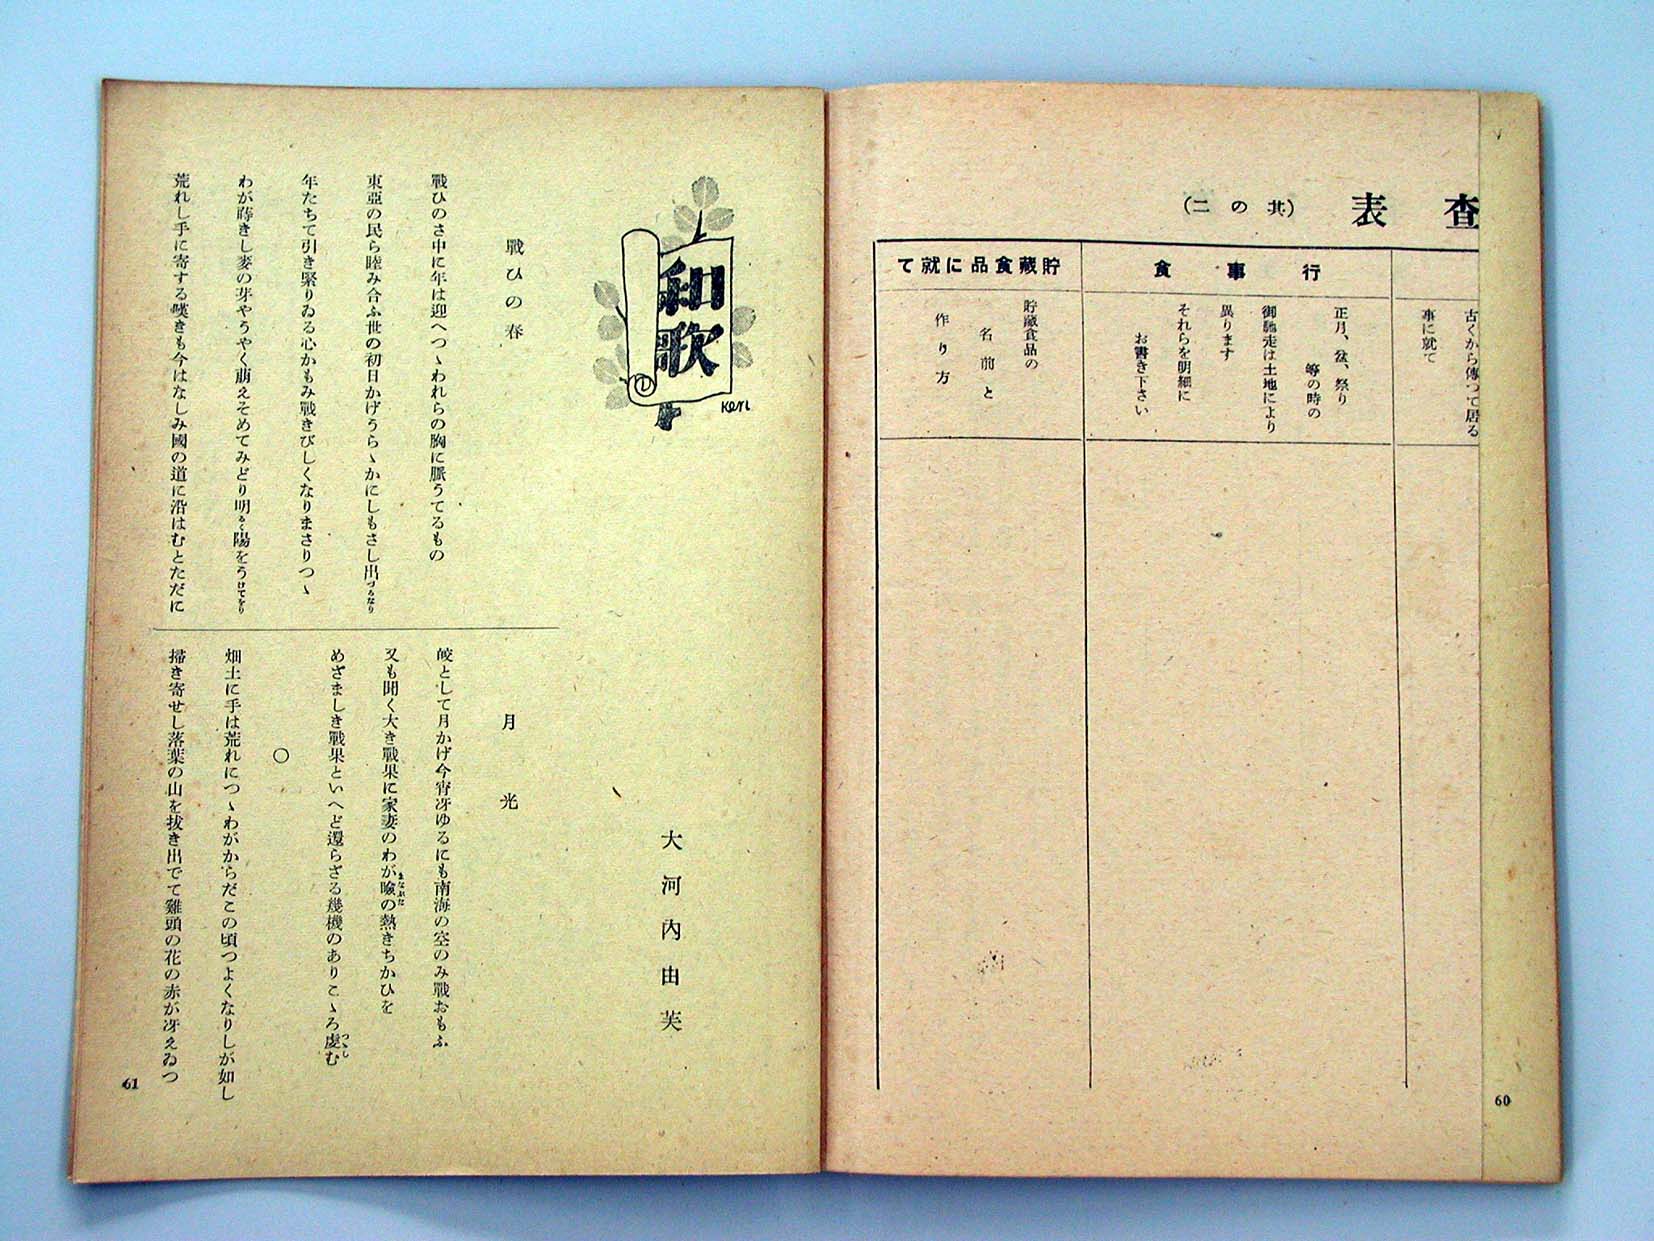 査表
(其の二)
古くから傳つて居る
事に就て
行事食
正月、盆、祭り
等の時の
御馳走は土地により
異ります
それらを明細に
お書き下さい
貯藏食品に就て
貯藏食品の
名前と
作り方
60
和歌
Ken
大河內由芙
戰ひの春
戰ひのさ中に年は迎へつゝわれらの胸に脈うてるもの
東亞の民ら睦み合ふ世の初日かげうらゝかにしもさし出づるなり
年たちて引き緊りゐる心かもみ戰きびしくなりまさりつゝ
わが蒔きし麥の芽やうやく萠えそめてみどり明るく陽をうけてをり
荒れし手に寄する嘆きも今はなしみ國の道に沿はむとただに
月光
皎として月かげ今宵冴ゆるにも南海の空のみ戰おもふ
又も聞く大き戰果に家妻のわが瞼の熱きちかひを
まなぶた
めざましき戰果といへど還らざる幾機のありこゝろ虔む
つゝし
○
畑土に手は荒れにつゝわがからだこの頃つよくなりしが如し
掃き寄せし落葉の山を拔き出でて雞頭の花の赤が冴えゐつ
61